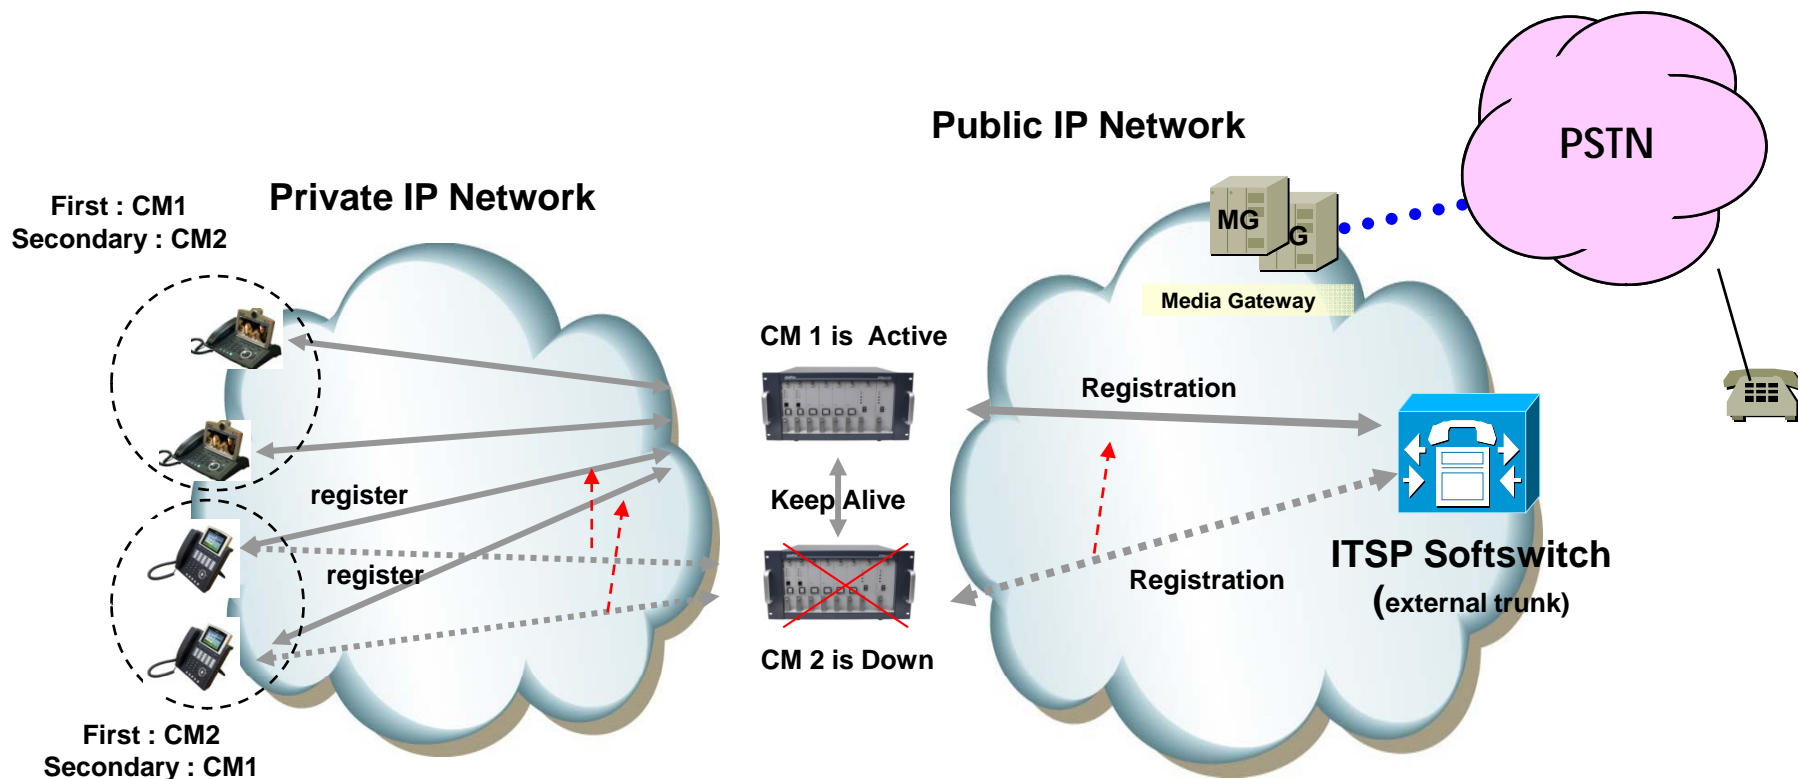 Public IP Network
PSTN
Private IP Network
First : CM1
Secondary : CM2
MG
G
Media Gateway
CM 1 is Active
Registration
register
Keep Alive
register
Registration
ITSP Softswitch
(external trunk)
CM 2 is Down
First : CM2
Secondary : CM1